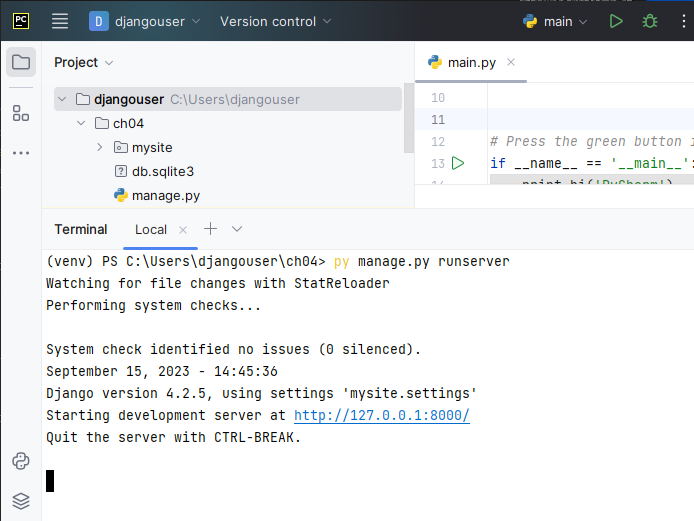 PC
D djangouser Version control main
Project
main.py
djangouser C:\Users\djangouser
ch04
mysite
db.sqlite3
manage.py
10
11
12 # Press the green button i
13 if __name__ == '__main__':
14 print_hi('PyCharm')
Terminal Local
(venv) PS C:\Users\djangouser\ch04> py manage.py runserver
Watching for file changes with StatReloader
Performing system checks...
System check identified no issues (0 silenced).
September 15, 2023 - 14:45:36
Django version 4.2.5, using settings 'mysite.settings'
Starting development server at http://127.0.0.1:8000/
Quit the server with CTRL-BREAK.